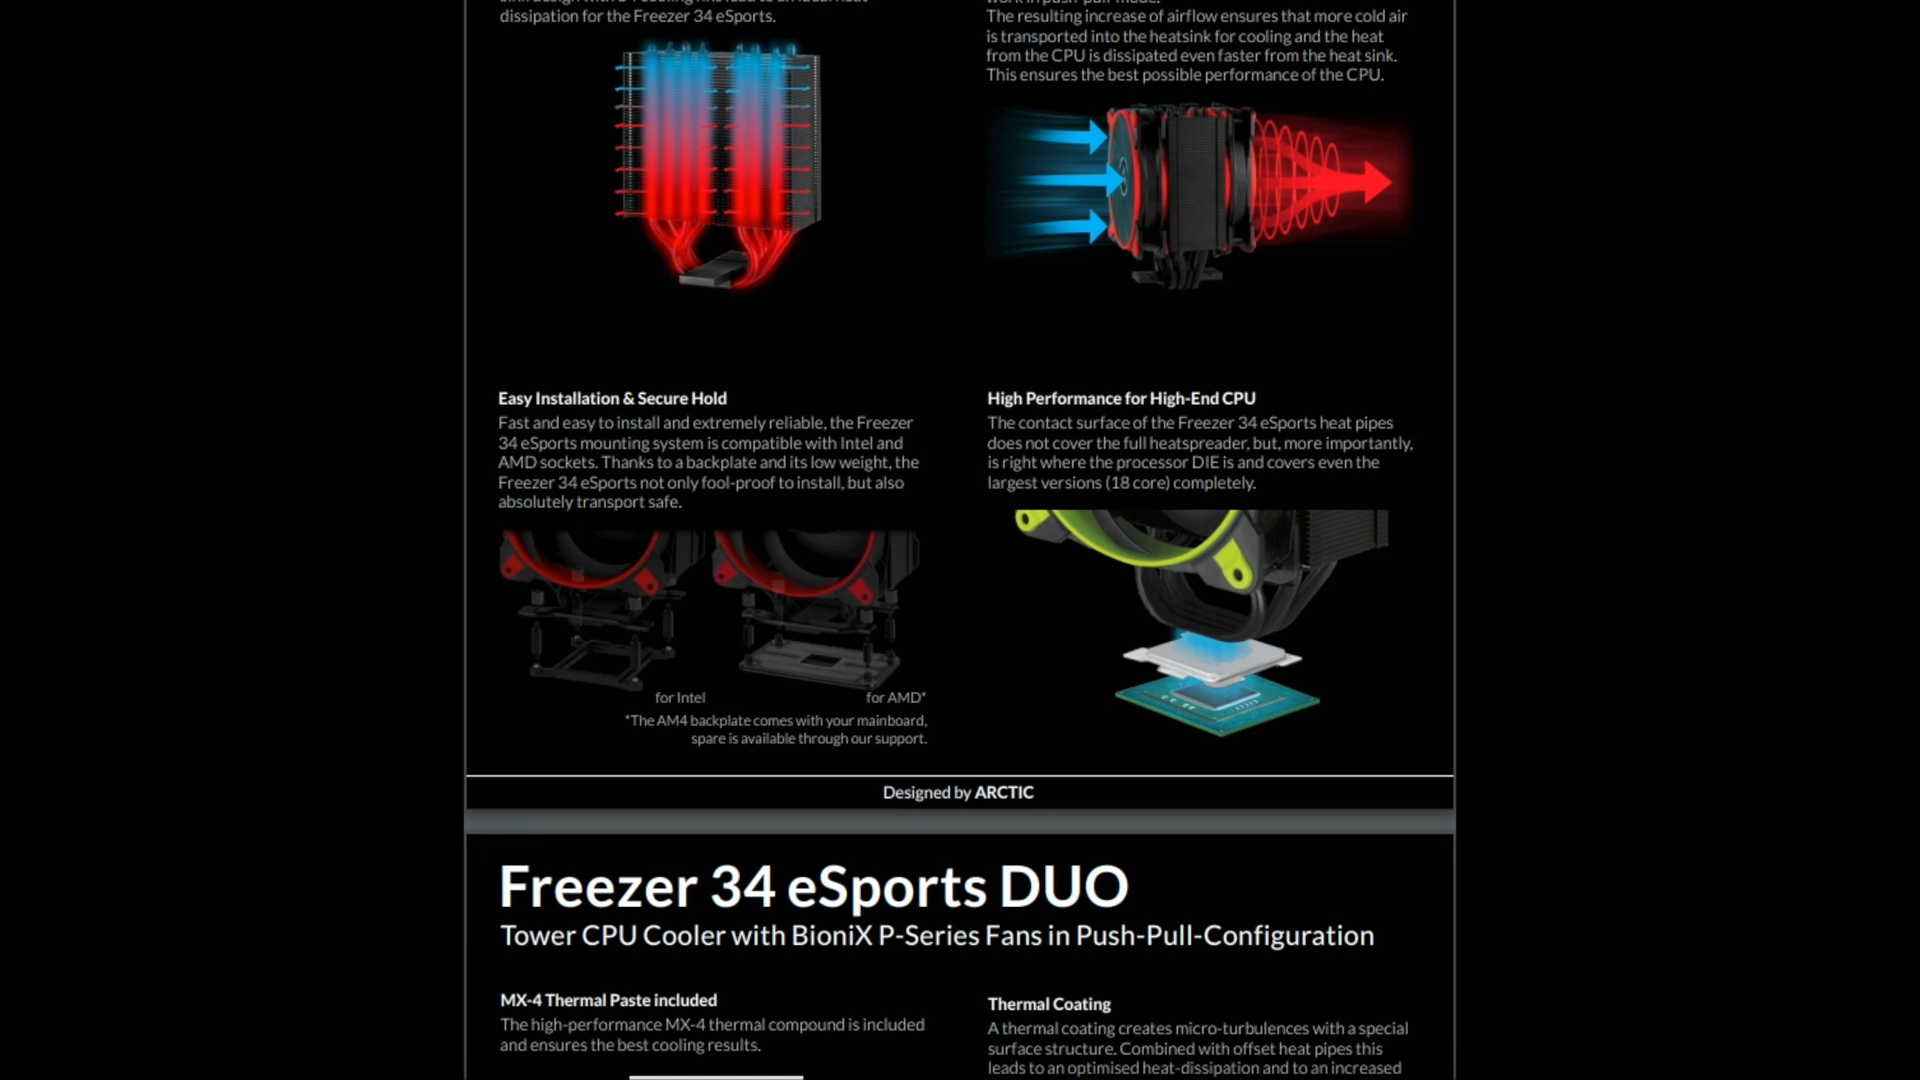 dissipation for the Freezer 34 eSports.
The resulting increase of airflow ensures that more cold air
is transported into the heatsink for cooling and the heat
from the CPU is dissipated even faster from the heat sink.
This ensures the best possible performance of the CPU.
Easy Installation & Secure Hold
Fast and easy to install and extremely reliable, the Freezer
34 eSports mounting system is compatible with Intel and
AMD sockets. Thanks to a backplate and its low weight, the
Freezer 34 eSports not only fool-proof to install, but also
absolutely transport safe.
for Intel
for AMD*
*The AM4 backplate comes with your mainboard,
spare is available through our support.
High Performance for High-End CPU
The contact surface of the Freezer 34 eSports heat pipes
does not cover the full heatspreader, but, more importantly,
is right where the processor DIE is and covers even the
largest versions (18 core) completely.
Designed by ARCTIC
Freezer 34 eSports DUO
Tower CPU Cooler with BioniX P-Series Fans in Push-Pull-Configuration
MX-4 Thermal Paste included
The high-performance MX-4 thermal compound is included
and ensures the best cooling results.
Thermal Coating
A thermal coating creates micro-turbulences with a special
surface structure. Combined with offset heat pipes this
leads to an optimised heat-dissipation and to an increased